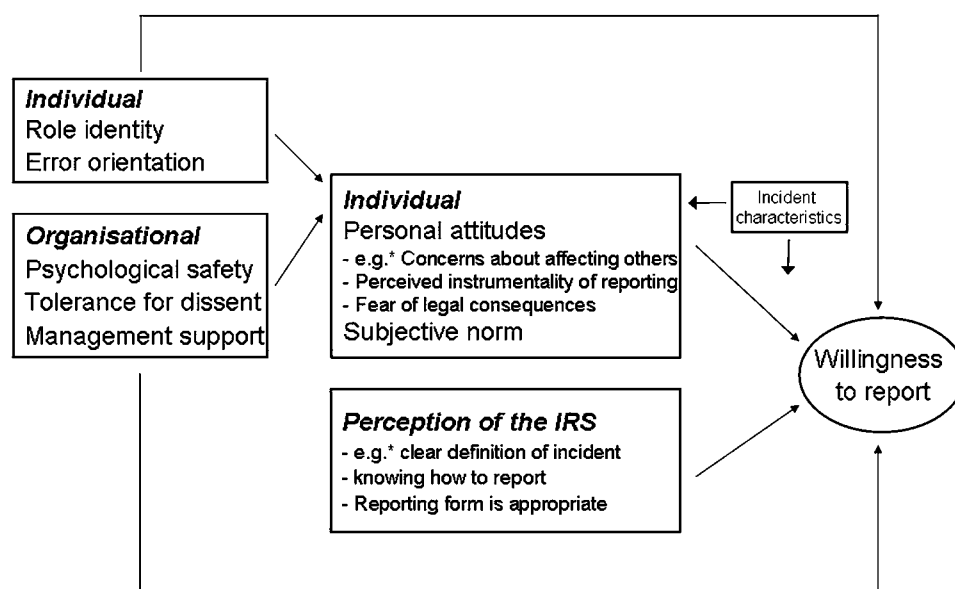 Individual
Role identity
Error orientation
Organisational
Psychological safety
Tolerance for dissent
Management support
Individual
Personal attitudes
- e.g.* Concerns about affecting others
- Perceived instrumentality of reporting
- Fear of legal consequences
Subjective norm
Perception of the IRS
- e.g.* clear definition of incident
- knowing how to report
- Reporting form is appropriate
Incident
characteristics
Willingness
to report